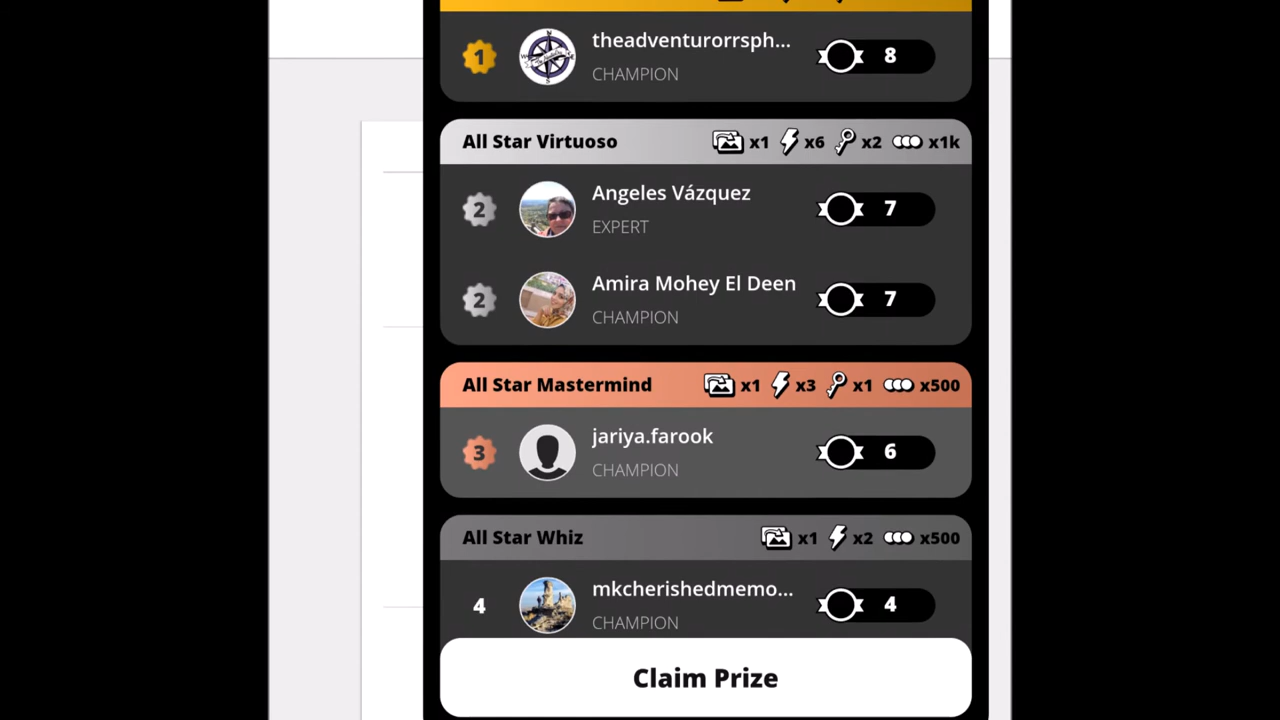 1 theadventurorrsph... 8
CHAMPION
All Star Virtuoso x1 x6 x2 x1k
2 Angeles Vázquez 7
EXPERT
2 Amira Mohey El Deen 7
CHAMPION
All Star Mastermind x1 x3 x1 x500
3 jariya.farook 6
CHAMPION
All Star Whiz x1 x2 x500
4 mkcherishedmemo... 4
CHAMPION
Claim Prize